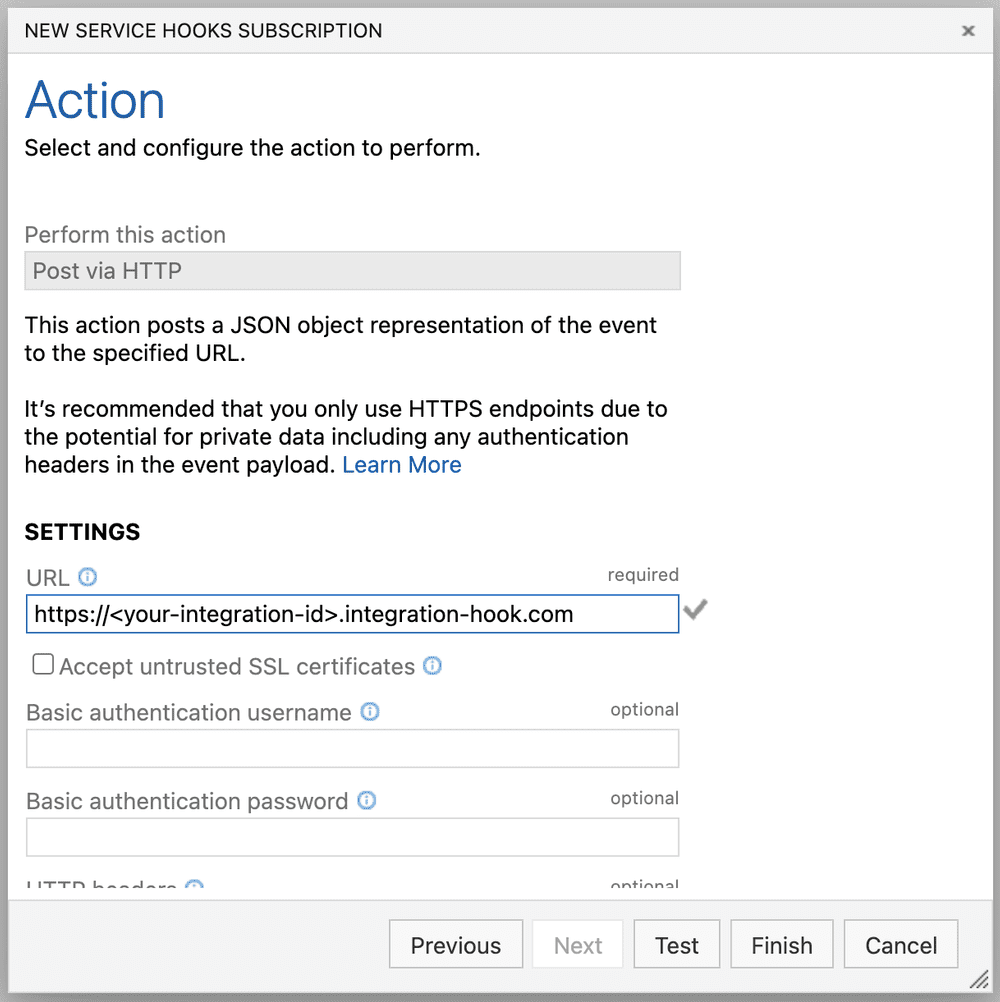 NEW SERVICE HOOKS SUBSCRIPTION
Action
Select and configure the action to perform.
Perform this action
Post via HTTP
This action posts a JSON object representation of the event
to the specified URL.
It's recommended that you only use HTTPS endpoints due to
the potential for private data including any authentication
headers in the event payload. Learn More
SETTINGS
URL required
https://<your-integration-id>.integration-hook.com
Accept untrusted SSL certificates
Basic authentication username optional
Basic authentication password optional
HTTP headers optional
Previous Next Test Finish Cancel